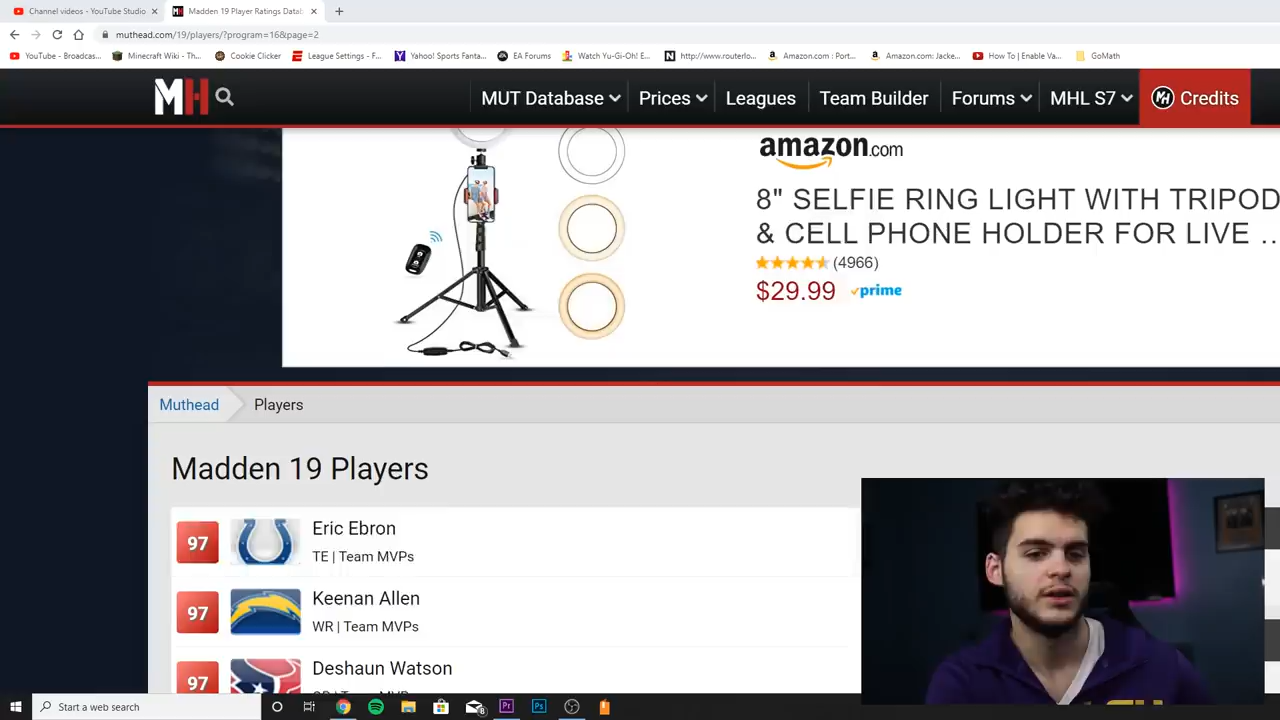 Channel videos - YouTube Studio
Madden 19 Player Ratings Datab
muthead.com/19/players/?program=16&page=2
YouTube - Broadcas...
Minecraft Wiki - Th...
Cookie Clicker
League Settings - F...
Yahoo! Sports Fanta...
EA Forums
Watch Yu-Gi-Oh! E...
http://www.routerlo...
Amazon.com : Port...
Amazon.com: Jacke...
How To | Enable Va...
GoMath
MH
MUT Database
Prices
Leagues
Team Builder
Forums
MHL S7
Credits
amazon.com
8" SELFIE RING LIGHT WITH TRIPOD
& CELL PHONE HOLDER FOR LIVE ...
(4966)
$29.99 prime
Muthead
Players
Madden 19 Players
97
Eric Ebron
TE | Team MVPs
97
Keenan Allen
WR | Team MVPs
97
Deshaun Watson
Start a web search